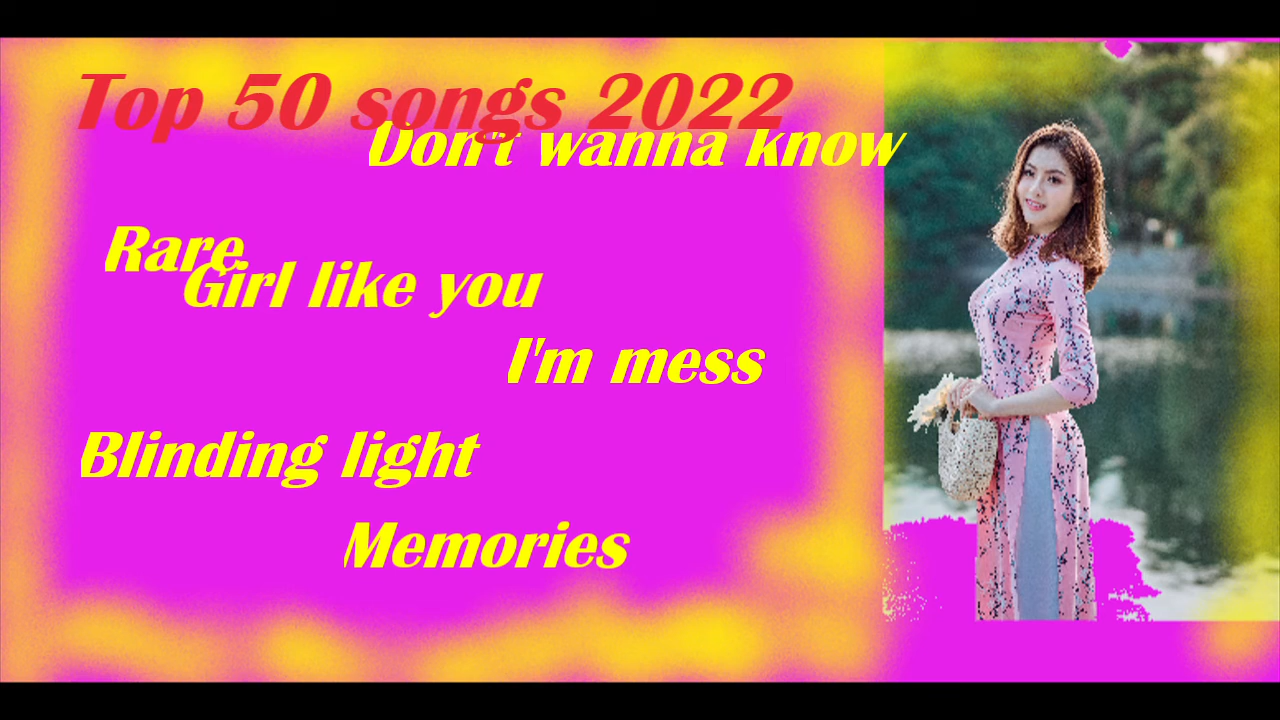 Top 50 songs 2022
Don't wanna know
Rare
Girl like you
I'm mess
Blinding light
Memories